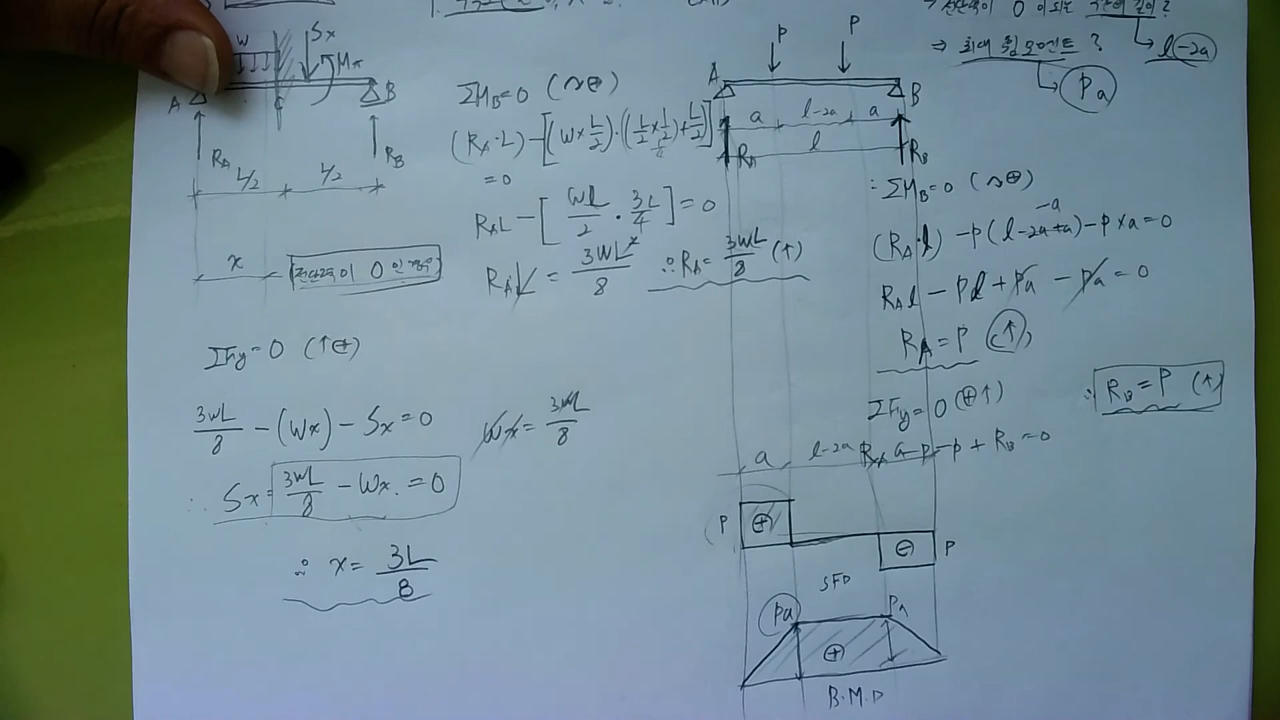 W
Sx
Mx
A
C
B
RA
RB
L/2
L/2
x
전단력이 0 인 경우
ΣMB=0 (↷⊕)
(RA·L)-[(W×L/2)·((L/2×1/2)+L/2)]
=0
RAL-[WL/2·3L/4]=0
RAL=3WL²/8 ∴RA=3WL/8 (↑)
ΣFy=0 (↑⊕)
3WL/8-(Wx)-Sx=0
Wx=3WL/8
∴Sx=3WL/8-Wx.=0
∴ x=3L/8
0 이 되는 구간의 길이?
l-2a
⇒ 최대 휨모멘트?
Pa
P
P
A
B
a
l-2a
a
l
RA
RB
∴ΣMB=0 (↷⊕)
-a
(RA·l)-P(l-2a+a)-P×a=0
RAl-Pl+Pa-Pa=0
RA=P (↑)
ΣFy=0 (⊕↑)
∴RB=P (↑)
RA-P-P+RB=0
a
l-2a
a
P
⊕
⊖
P
SFD
Pa
Pa
⊕
B.M.D